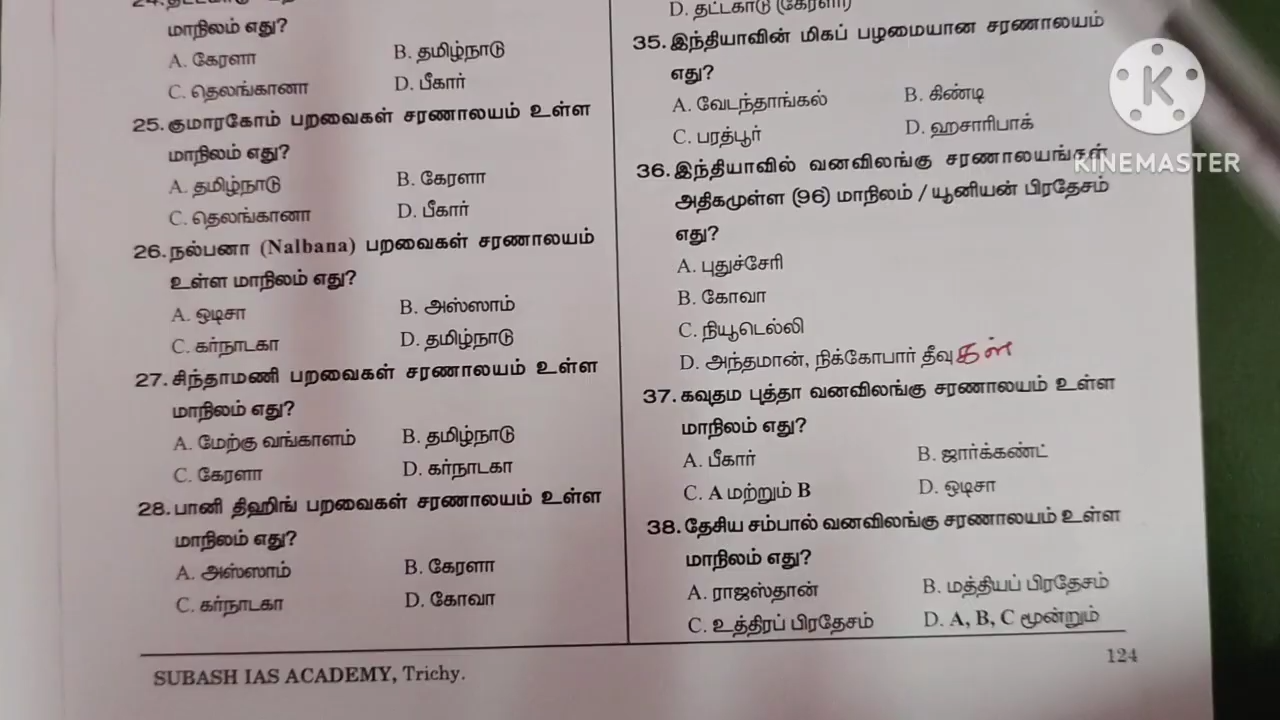 மாநிலம் எது?
A. கேரளா B. தமிழ்நாடு
C. தெலங்கானா D. பீகார்
25. குமாரகோம் பறவைகள் சரணாலயம் உள்ள
மாநிலம் எது?
A. தமிழ்நாடு B. கேரளா
C. தெலங்கானா D. பீகார்
26. நல்பனா (Nalbana) பறவைகள் சரணாலயம்
உள்ள மாநிலம் எது?
A. ஒடிசா B. அஸ்ஸாம்
C. கர்நாடகா D. தமிழ்நாடு
27. சிந்தாமணி பறவைகள் சரணாலயம் உள்ள
மாநிலம் எது?
A. மேற்கு வங்காளம் B. தமிழ்நாடு
C. கேரளா D. கர்நாடகா
28. பானி திஹிங் பறவைகள் சரணாலயம் உள்ள
மாநிலம் எது?
A. அஸ்ஸாம் B. கேரளா
C. கர்நாடகா D. கோவா
D. தட்டகாடு (கேரளா)
35. இந்தியாவின் மிகப் பழமையான சரணாலயம்
எது?
A. வேடந்தாங்கல் B. கிண்டி
C. பரத்பூர் D. ஹசாரிபாக்
36. இந்தியாவில் வனவிலங்கு சரணாலயங்கள்
அதிகமுள்ள (96) மாநிலம் / யூனியன் பிரதேசம்
எது?
A. புதுச்சேரி
B. கோவா
C. நியூடெல்லி
D. அந்தமான், நிக்கோபார் தீவுகள்
37. கவுதம புத்தா வனவிலங்கு சரணாலயம் உள்ள
மாநிலம் எது?
A. பீகார் B. ஜார்க்கண்ட்
C. A மற்றும் B D. ஒடிசா
38. தேசிய சம்பால் வனவிலங்கு சரணாலயம் உள்ள
மாநிலம் எது?
A. ராஜஸ்தான் B. மத்தியப் பிரதேசம்
C. உத்திரப் பிரதேசம் D. A, B, C மூன்றும்
SUBASH IAS ACADEMY, Trichy.
124
K
KINEMASTER